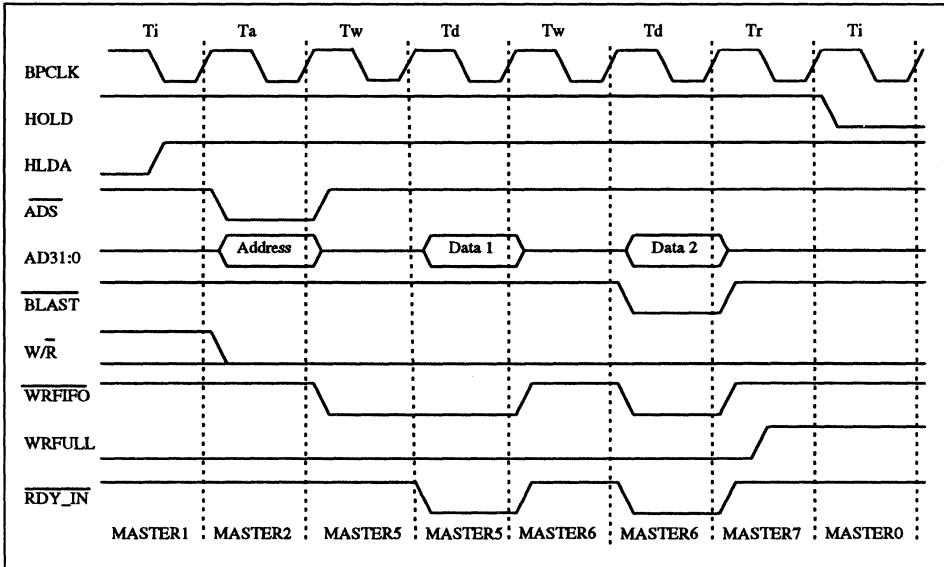 Ti Ta Tw Td Tw Td Tr Ti
BPCLK
HOLD
HLDA
ADS
Address Data 1 Data 2
AD31:0
BLAST
W/R
WRFIFO
WRFULL
RDY_IN
MASTER1 MASTER2 MASTER5 MASTER5 MASTER6 MASTER6 MASTER7 MASTER0